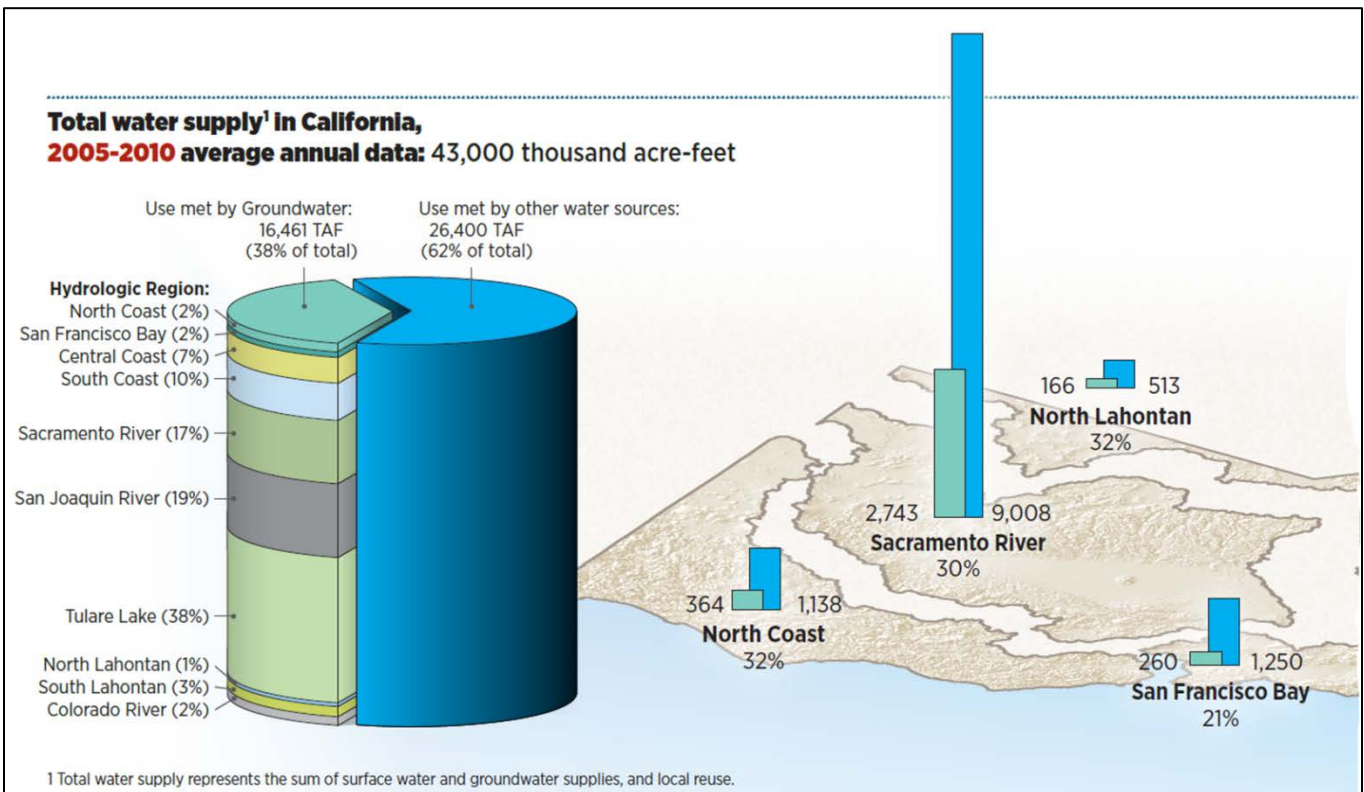 Total water supply¹ in California,
2005-2010 average annual data: 43,000 thousand acre-feet
Use met by Groundwater:
16,461 TAF
(38% of total)
Use met by other water sources:
26,400 TAF
(62% of total)
Hydrologic Region:
North Coast (2%)
San Francisco Bay (2%)
Central Coast (7%)
South Coast (10%)
Sacramento River (17%)
San Joaquin River (19%)
Tulare Lake (38%)
North Lahontan (1%)
South Lahontan (3%)
Colorado River (2%)
166 513
North Lahontan
32%
2,743 9,008
Sacramento River
30%
364 1,138
North Coast
32%
260 1,250
San Francisco Bay
21%
1 Total water supply represents the sum of surface water and groundwater supplies, and local reuse.